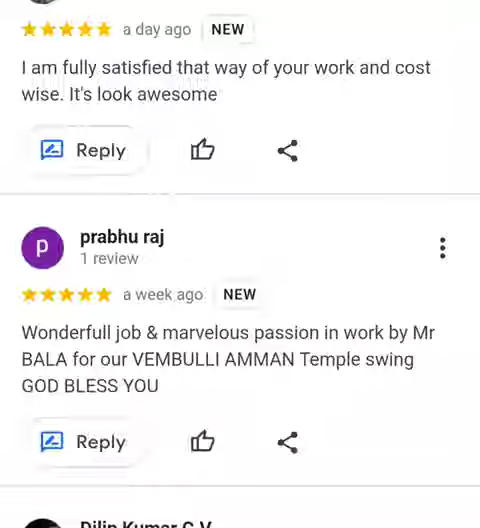 a day ago NEW
I am fully satisfied that way of your work and cost
wise. It's look awesome
Reply
p
prabhu raj
1 review
a week ago NEW
Wonderfull job & marvelous passion in work by Mr
BALA for our VEMBULLI AMMAN Temple swing
GOD BLESS YOU
Reply
Dilip Kumar C V